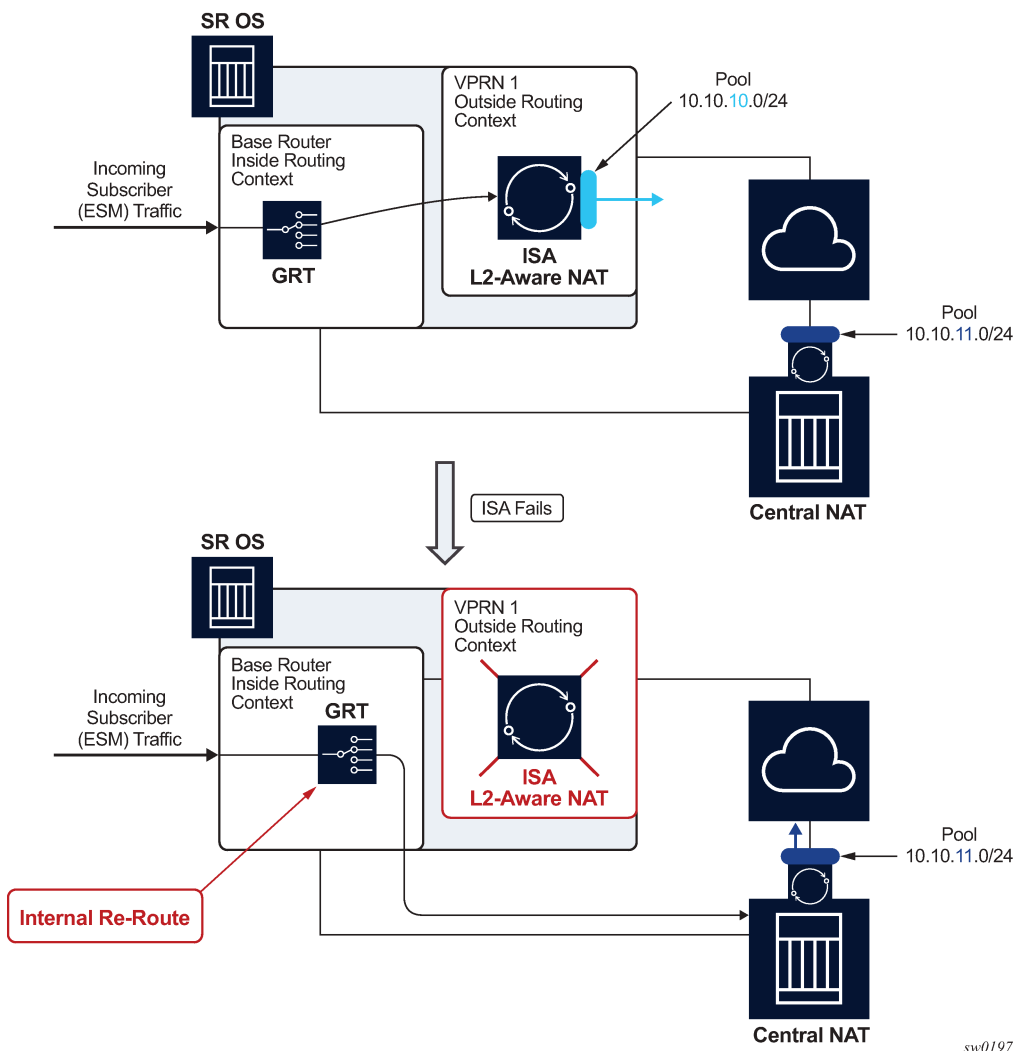 SR OS
VPRN 1
Outside Routing
Context
Pool
10.10.10.0/24
Base Router
Inside Routing
Context
Incoming
Subscriber
(ESM) Traffic
GRT
ISA
L2-Aware NAT
Pool
10.10.11.0/24
Central NAT
ISA Fails
SR OS
VPRN 1
Outside Routing
Context
Base Router
Inside Routing
Context
Incoming
Subscriber
(ESM) Traffic
GRT
ISA
L2-Aware NAT
Pool
10.10.11.0/24
Internal Re-Route
Central NAT
sw0197